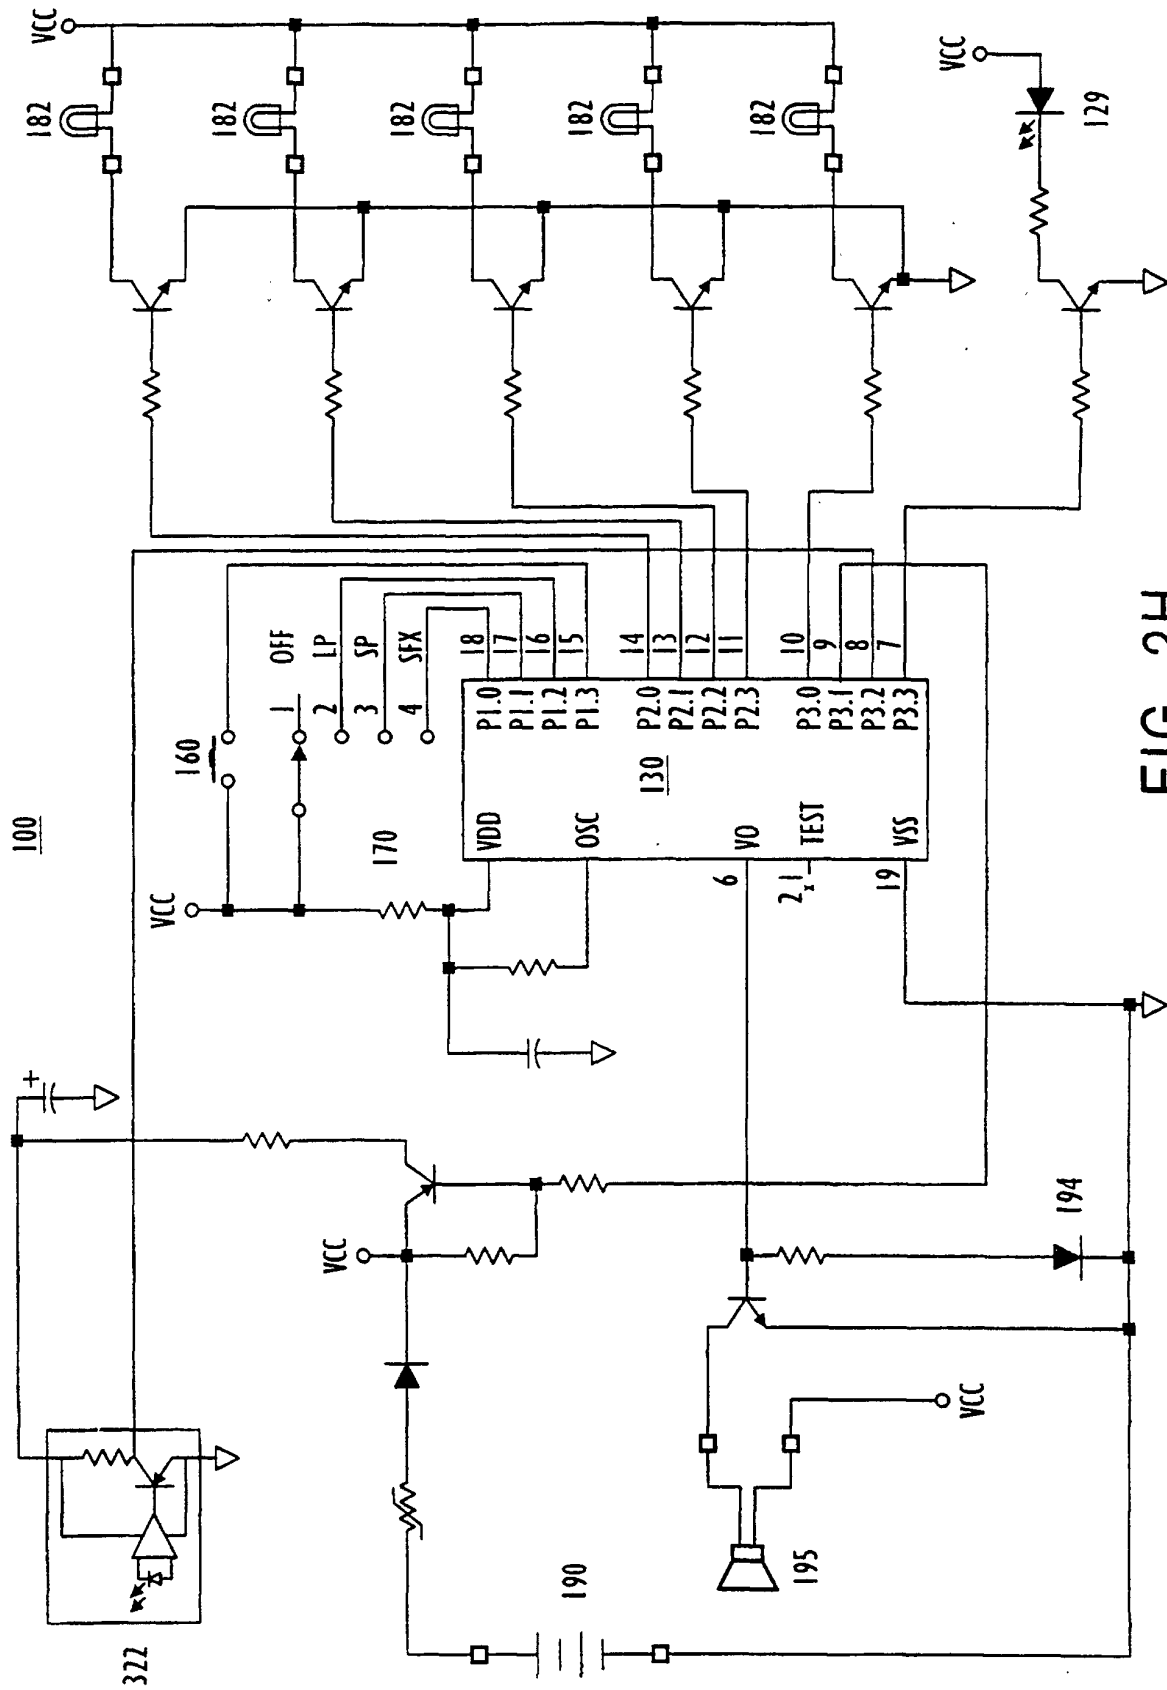 100
VCC
182
182
182
182
182
VCC
129
160
1 OFF
2 LP
3 SP
4 SFX
VCC
170
VDD
OSC
VO
TEST
VSS
130
P1.0 18
P1.1 17
P1.2 16
P1.3 15
P2.0 14
P2.1 13
P2.2 12
P2.3 11
P3.0 10
P3.1 9
P3.2 8
P3.3 7
6
2x1
19
+
VCC
194
VCC
195
190
322
FIG 2H